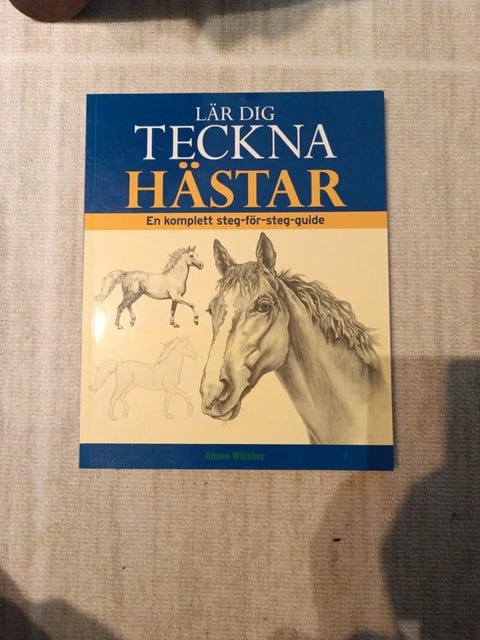 LÄR DIG
TECKNA
HÄSTAR
En komplett steg-för-steg-guide
Aimee Willsher